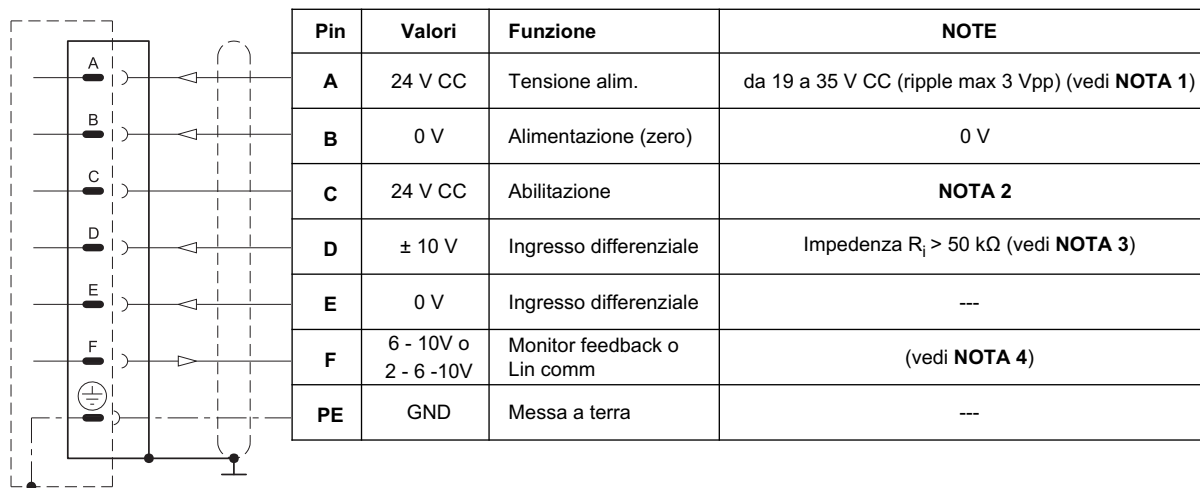 Pin Valori Funzione NOTE
A A 24 V CC Tensione alim. da 19 a 35 V CC (ripple max 3 Vpp) (vedi NOTA 1)
B B 0 V Alimentazione (zero) 0 V
C C 24 V CC Abilitazione NOTA 2
D D ± 10 V Ingresso differenziale Impedenza Ri > 50 kΩ (vedi NOTA 3)
E E 0 V Ingresso differenziale ---
F F 6 - 10V o Monitor feedback o (vedi NOTA 4)
2 - 6 -10V Lin comm
PE GND Messa a terra ---